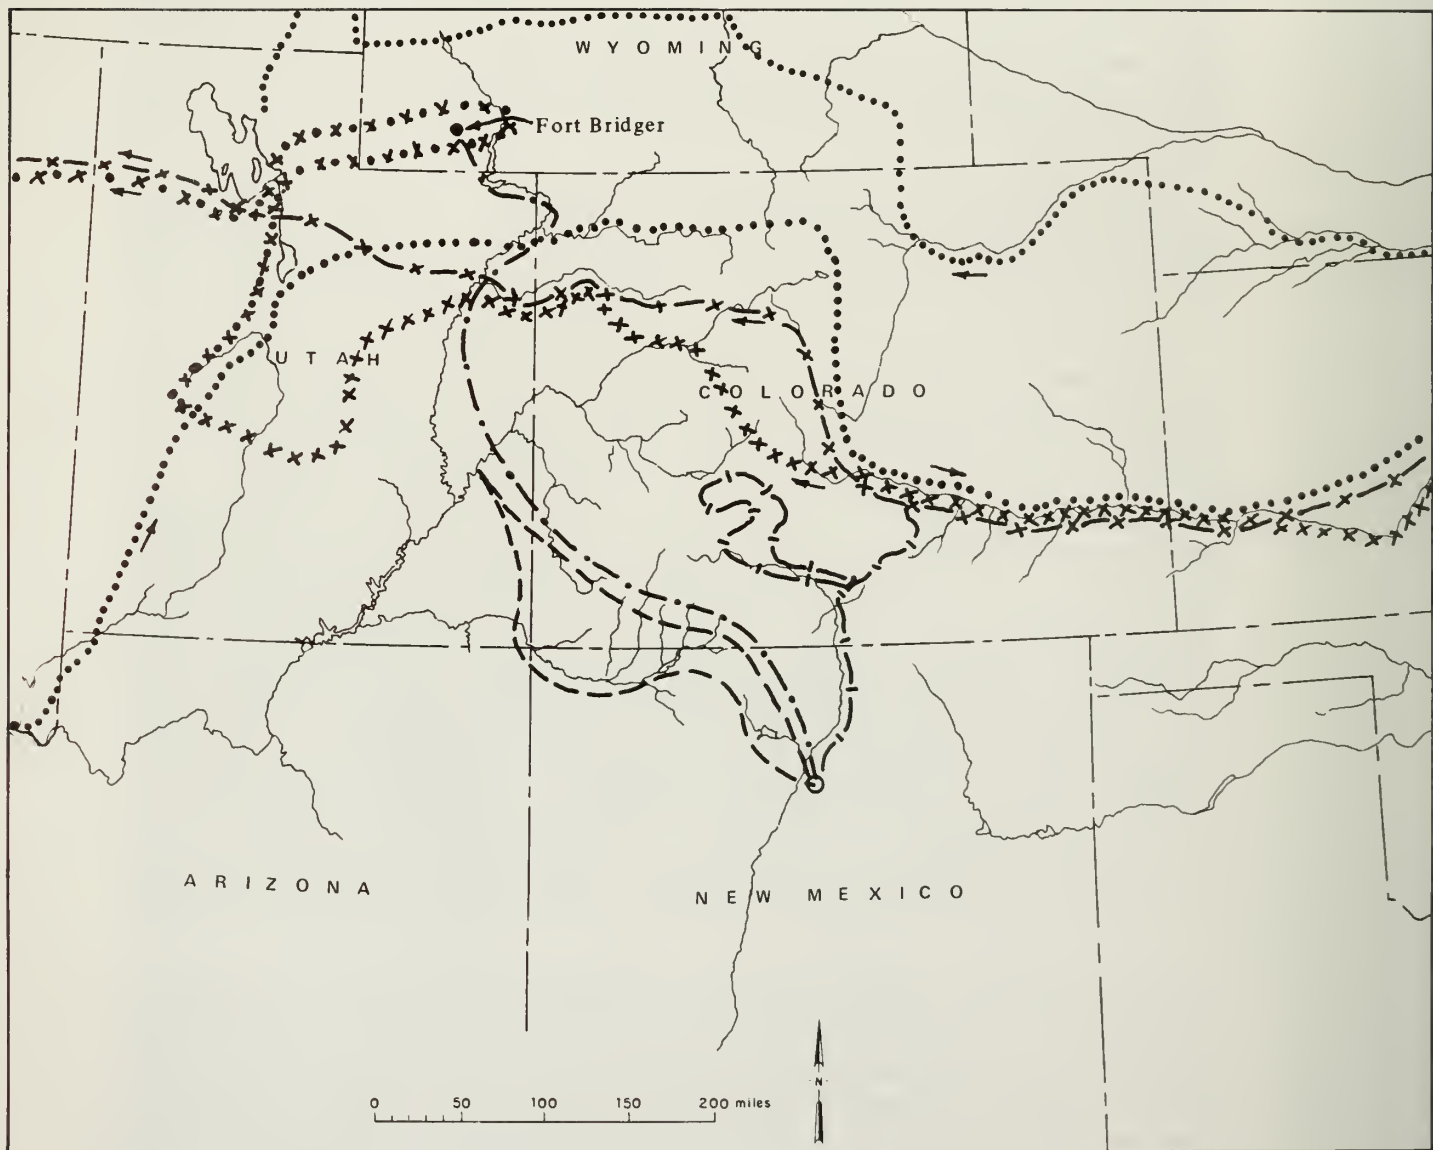 WYOMING
Fort Bridger
UTAH
COLORADO
ARIZONA
NEW MEXICO
N
0 50 100 150 200 miles